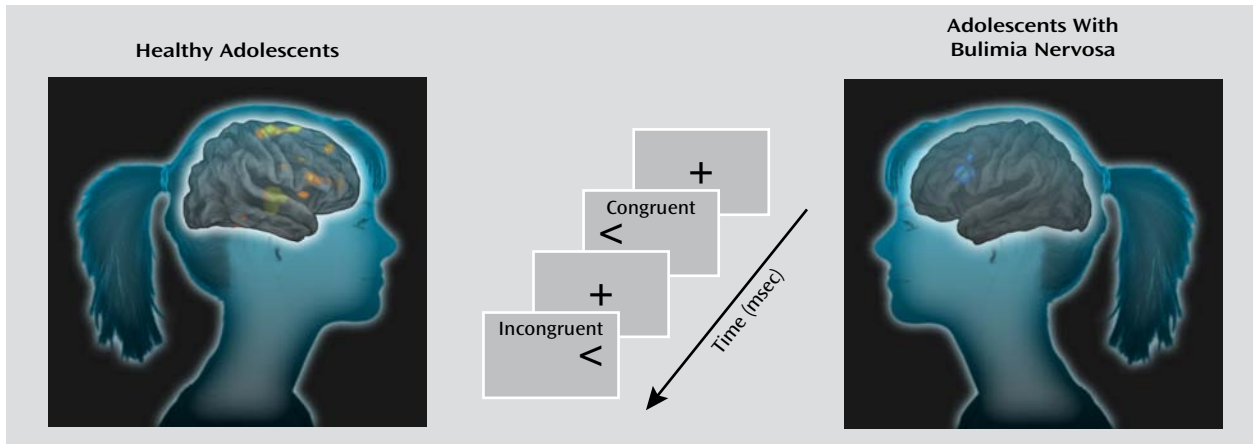 Healthy Adolescents
Adolescents With
Bulimia Nervosa
+
Congruent
<
+
Incongruent
<
Time (msec)